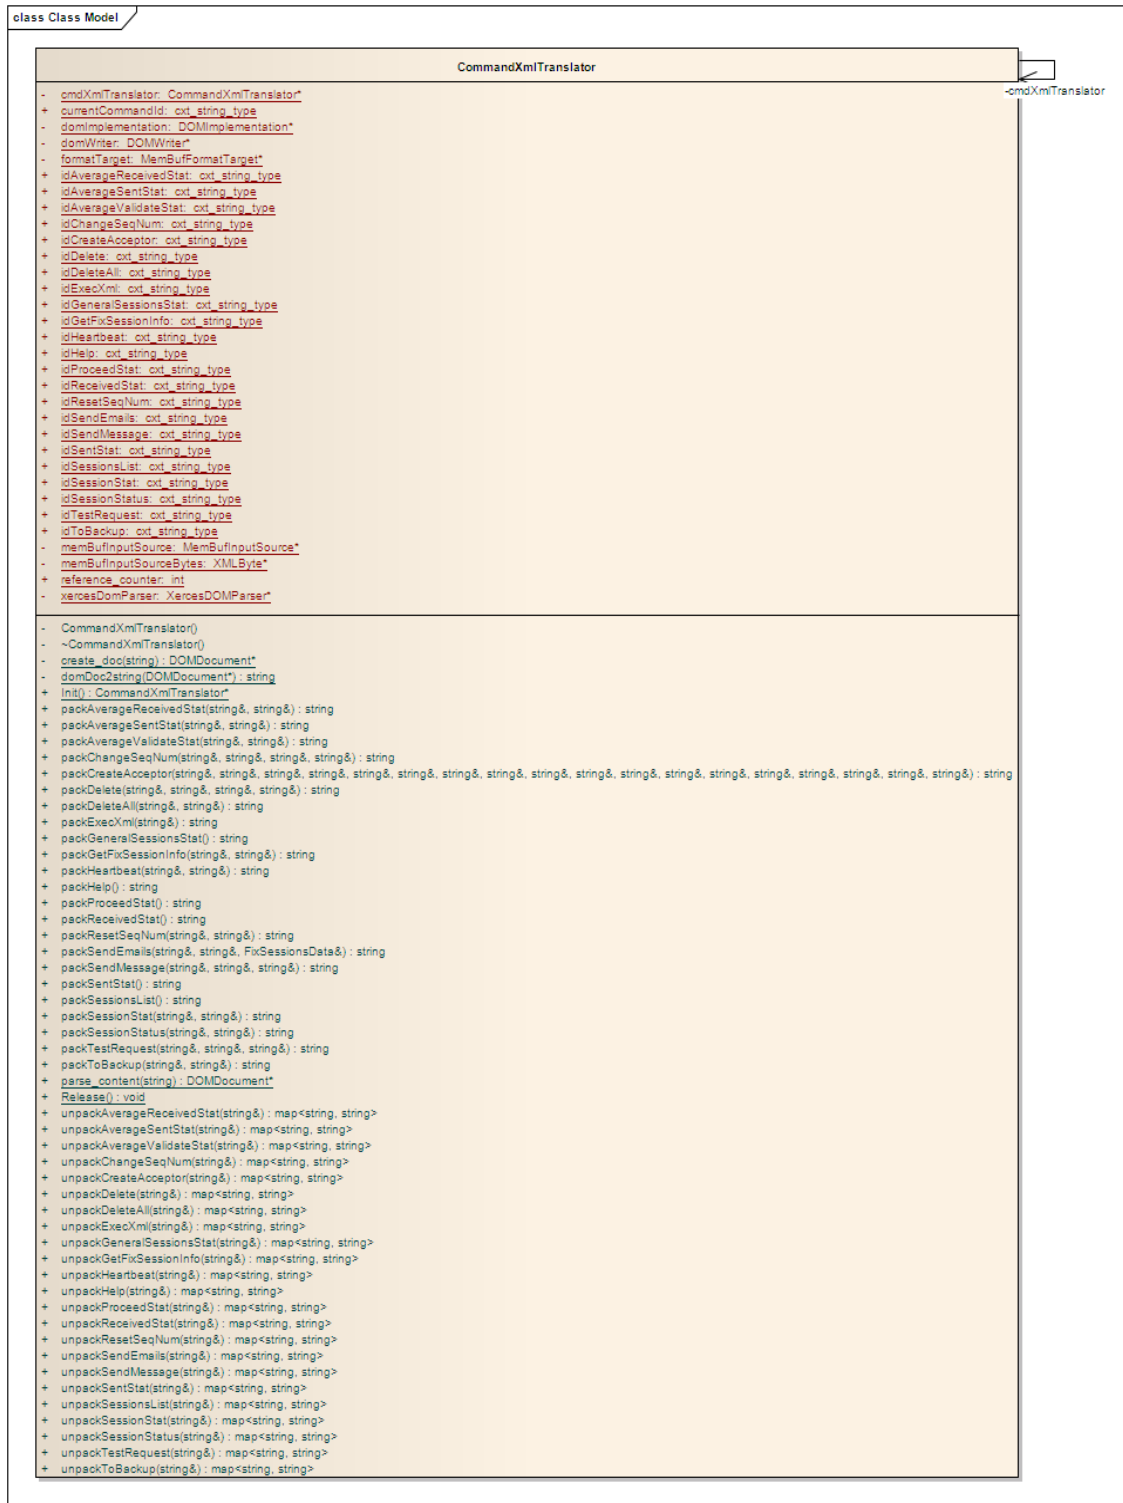 class Class Model
CommandXmlTranslator
- cmdXmlTranslator: CommandXmlTranslator*
-cmdXmlTranslator
+ currentCommandId: cxt_string_type
- domImplementation: DOMImplementation*
- domWriter: DOMWriter*
- formatTarget: MemBufFormatTarget*
+ idAverageReceivedStat: cxt_string_type
+ idAverageSentStat: cxt_string_type
+ idAverageValidateStat: cxt_string_type
+ idChangeSeqNum: cxt_string_type
+ idCreateAcceptor: cxt_string_type
+ idDelete: cxt_string_type
+ idDeleteAll: cxt_string_type
+ idExecXml: cxt_string_type
+ idGeneralSessionsStat: cxt_string_type
+ idGetFixSessionInfo: cxt_string_type
+ idHeartbeat: cxt_string_type
+ idHelp: cxt_string_type
+ idProceedStat: cxt_string_type
+ idReceivedStat: cxt_string_type
+ idResetSeqNum: cxt_string_type
+ idSendEmails: cxt_string_type
+ idSendMessage: cxt_string_type
+ idSentStat: cxt_string_type
+ idSessionsList: cxt_string_type
+ idSessionStat: cxt_string_type
+ idSessionStatus: cxt_string_type
+ idTestRequest: cxt_string_type
+ idToBackup: cxt_string_type
- memBufInputSource: MemBufInputSource*
- memBufInputSourceBytes: XMLByte*
+ reference_counter: int
- xercesDomParser: XercesDOMParser*
- CommandXmlTranslator()
- ~CommandXmlTranslator()
- create_doc(string) : DOMDocument*
- domDoc2string(DOMDocument*) : string
+ Init() : CommandXmlTranslator*
+ packAverageReceivedStat(string&, string&) : string
+ packAverageSentStat(string&, string&) : string
+ packAverageValidateStat(string&, string&) : string
+ packChangeSeqNum(string&, string&, string&, string&) : string
+ packCreateAcceptor(string&, string&, string&, string&, string&, string&, string&, string&, string&, string&, string&, string&, string&, string&, string&, string&, string&, string&) : string
+ packDelete(string&, string&, string&, string&) : string
+ packDeleteAll(string&, string&) : string
+ packExecXml(string&) : string
+ packGeneralSessionsStat() : string
+ packGetFixSessionInfo(string&, string&) : string
+ packHeartbeat(string&, string&) : string
+ packHelp() : string
+ packProceedStat() : string
+ packReceivedStat() : string
+ packResetSeqNum(string&, string&) : string
+ packSendEmails(string&, string&, FixSessionsData&) : string
+ packSendMessage(string&, string&, string&) : string
+ packSentStat() : string
+ packSessionsList() : string
+ packSessionStat(string&, string&) : string
+ packSessionStatus(string&, string&) : string
+ packTestRequest(string&, string&, string&) : string
+ packToBackup(string&, string&) : string
+ parse_content(string) : DOMDocument*
+ Release() : void
+ unpackAverageReceivedStat(string&) : map<string, string>
+ unpackAverageSentStat(string&) : map<string, string>
+ unpackAverageValidateStat(string&) : map<string, string>
+ unpackChangeSeqNum(string&) : map<string, string>
+ unpackCreateAcceptor(string&) : map<string, string>
+ unpackDelete(string&) : map<string, string>
+ unpackDeleteAll(string&) : map<string, string>
+ unpackExecXml(string&) : map<string, string>
+ unpackGeneralSessionsStat(string&) : map<string, string>
+ unpackGetFixSessionInfo(string&) : map<string, string>
+ unpackHeartbeat(string&) : map<string, string>
+ unpackHelp(string&) : map<string, string>
+ unpackProceedStat(string&) : map<string, string>
+ unpackReceivedStat(string&) : map<string, string>
+ unpackResetSeqNum(string&) : map<string, string>
+ unpackSendEmails(string&) : map<string, string>
+ unpackSendMessage(string&) : map<string, string>
+ unpackSentStat(string&) : map<string, string>
+ unpackSessionsList(string&) : map<string, string>
+ unpackSessionStat(string&) : map<string, string>
+ unpackSessionStatus(string&) : map<string, string>
+ unpackTestRequest(string&) : map<string, string>
+ unpackToBackup(string&) : map<string, string>